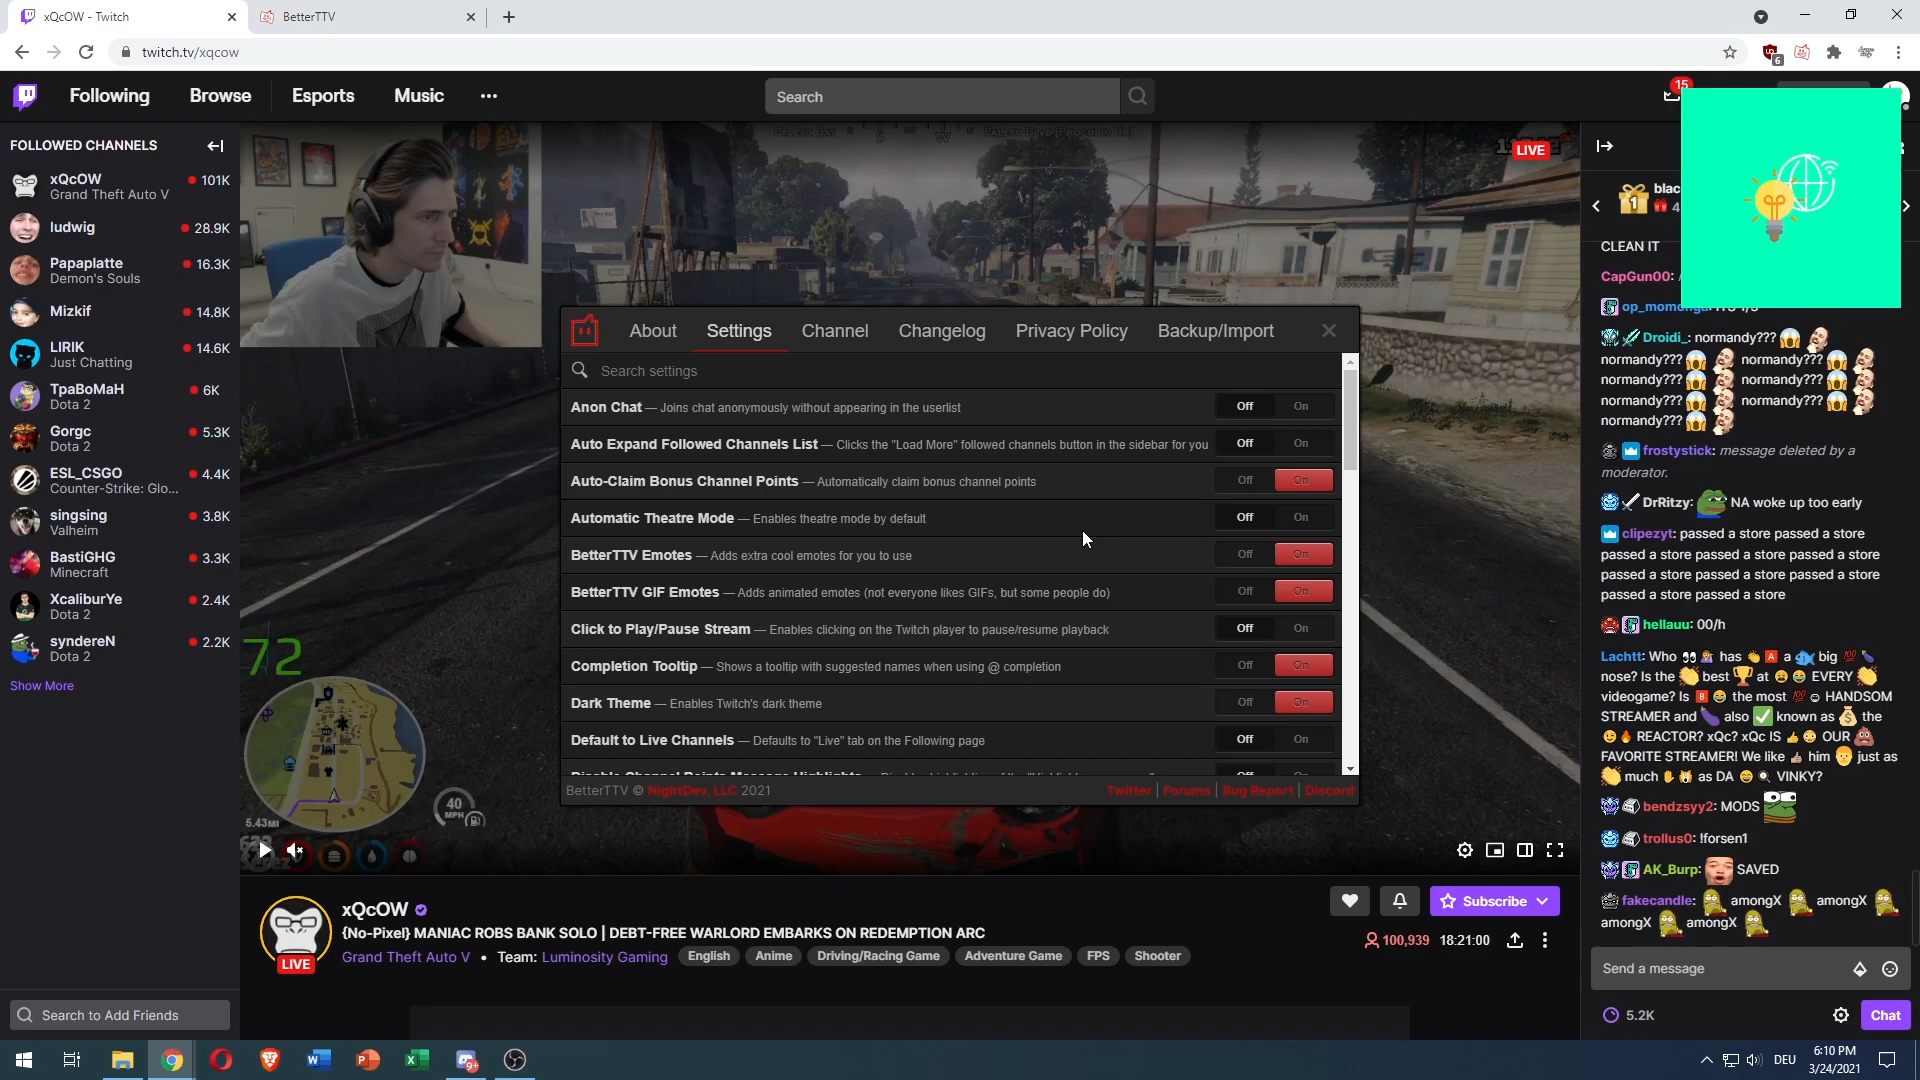 xQcOW - Twitch
BetterTTV
twitch.tv/xqcow
6
Following
Browse
Esports
Music
Search
15
FOLLOWED CHANNELS
xQcOW
101K
Grand Theft Auto V
ludwig
28.9K
Papaplatte
16.3K
Demon's Souls
Mizkif
14.8K
LIRIK
14.6K
Just Chatting
TpaBoMaH
6K
Dota 2
Gorgc
5.3K
Dota 2
ESL_CSGO
4.4K
Counter-Strike: Glo...
singsing
3.8K
Valheim
BastiGHG
3.3K
Minecraft
XcaliburYe
2.4K
Dota 2
syndereN
2.2K
Dota 2
Show More
Search to Add Friends
LIVE
About
Settings
Channel
Changelog
Privacy Policy
Backup/Import
Search settings
Anon Chat — Joins chat anonymously without appearing in the userlist
Off On
Auto Expand Followed Channels List — Clicks the "Load More" followed channels button in the sidebar for you
Off On
Auto-Claim Bonus Channel Points — Automatically claim bonus channel points
Off On
Automatic Theatre Mode — Enables theatre mode by default
Off On
BetterTTV Emotes — Adds extra cool emotes for you to use
Off On
BetterTTV GIF Emotes — Adds animated emotes (not everyone likes GIFs, but some people do)
Off On
Click to Play/Pause Stream — Enables clicking on the Twitch player to pause/resume playback
Off On
Completion Tooltip — Shows a tooltip with suggested names when using @ completion
Off On
Dark Theme — Enables Twitch's dark theme
Off On
Default to Live Channels — Defaults to "Live" tab on the Following page
Off On
BetterTTV © NightDev, LLC 2021
Twitter | Forums | Bug Report | Discord
72
5.43MI
40
MPH
xQcOW
{No-Pixel} MANIAC ROBS BANK SOLO | DEBT-FREE WARLORD EMBARKS ON REDEMPTION ARC
LIVE
Grand Theft Auto V • Team: Luminosity Gaming
English
Anime
Driving/Racing Game
Adventure Game
FPS
Shooter
Subscribe
100,939
18:21:00
1
blac
4
CLEAN IT
CapGun00:
op_momonga:
Droidi_: normandy???
normandy??? normandy???
normandy??? normandy???
normandy??? normandy???
normandy???
frostystick: message deleted by a
moderator.
DrRitzy: NA woke up too early
clipezyt: passed a store passed a store
passed a store passed a store passed a store
passed a store passed a store passed a store
passed a store passed a store
hellauu: 00/h
Lachtt: Who has A a big 100
nose? Is the best at EVERY
videogame? Is B the most 100 HANDSOM
STREAMER and also known as the
REACTOR? xQc? xQc IS OUR
FAVORITE STREAMER! We like him just as
much as DA VINKY?
bendzsyy2: MODS
trollus0: !forsen1
AK_Burp: SAVED
fakecandle: amongX amongX
amongX amongX
Send a message
5.2K
Chat
9+
DEU
6:10 PM
3/24/2021